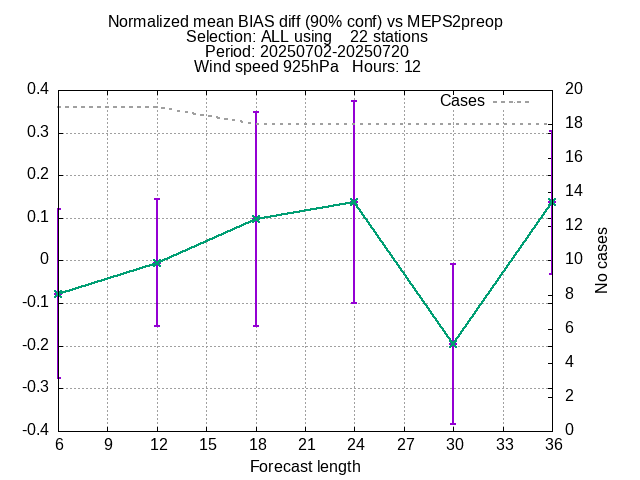 Normalized mean BIAS diff (90% conf) vs MEPS2preop
Selection: ALL using    22 stations
Period: 20250702-20250720
Wind speed 925hPa   Hours: 12
Cases
0.4
0.3
0.2
0.1
0
-0.1
-0.2
-0.3
-0.4
20
18
16
14
12
10
8
6
4
2
0
No cases
6 9 12 15 18 21 24 27 30 33 36
Forecast length